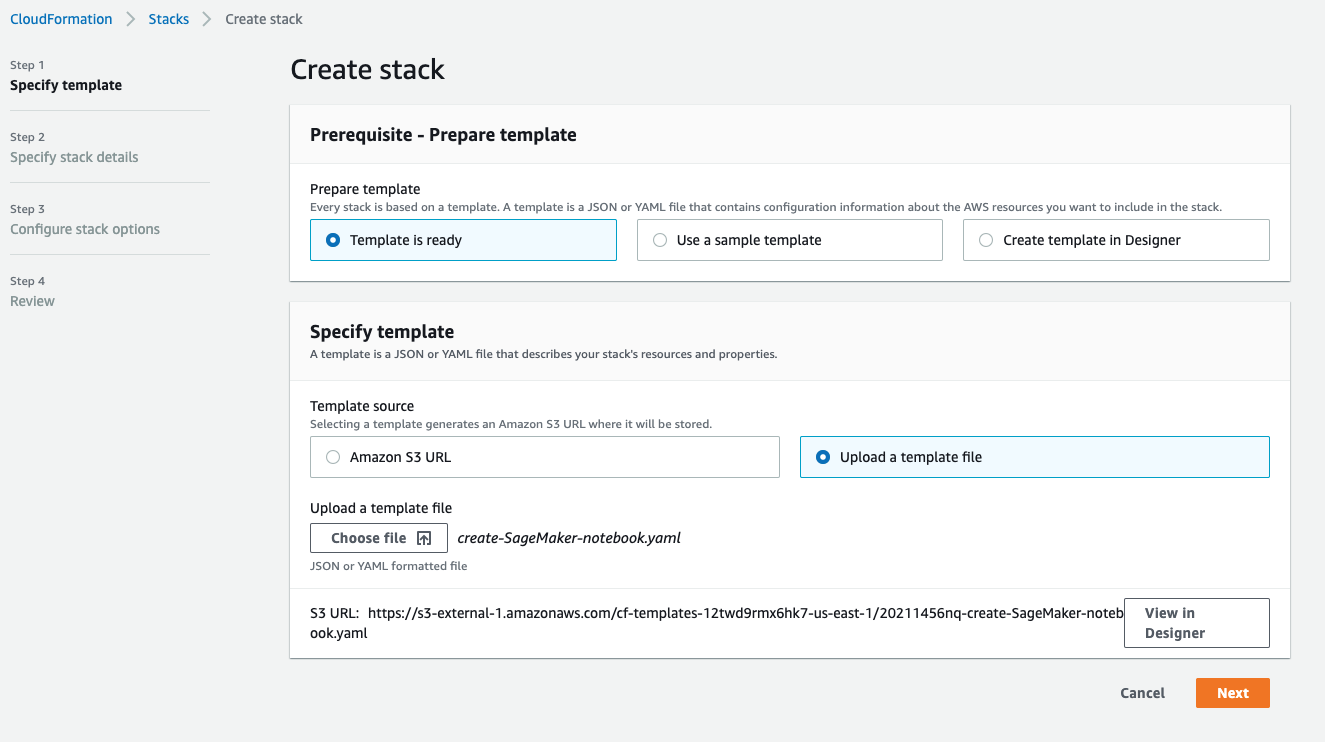 CloudFormation > Stacks > Create stack
Step 1
Specify template
Step 2
Specify stack details
Step 3
Configure stack options
Step 4
Review
Create stack
Prerequisite - Prepare template
Prepare template
Every stack is based on a template. A template is a JSON or YAML file that contains configuration information about the AWS resources you want to include in the stack.
Template is ready
Use a sample template
Create template in Designer
Specify template
A template is a JSON or YAML file that describes your stack's resources and properties.
Template source
Selecting a template generates an Amazon S3 URL where it will be stored.
Amazon S3 URL
Upload a template file
Upload a template file
Choose file create-SageMaker-notebook.yaml
JSON or YAML formatted file
S3 URL: https://s3-external-1.amazonaws.com/cf-templates-12twd9rmx6hk7-us-east-1/20211456nq-create-SageMaker-noteb
ook.yaml
View in
Designer
Cancel
Next